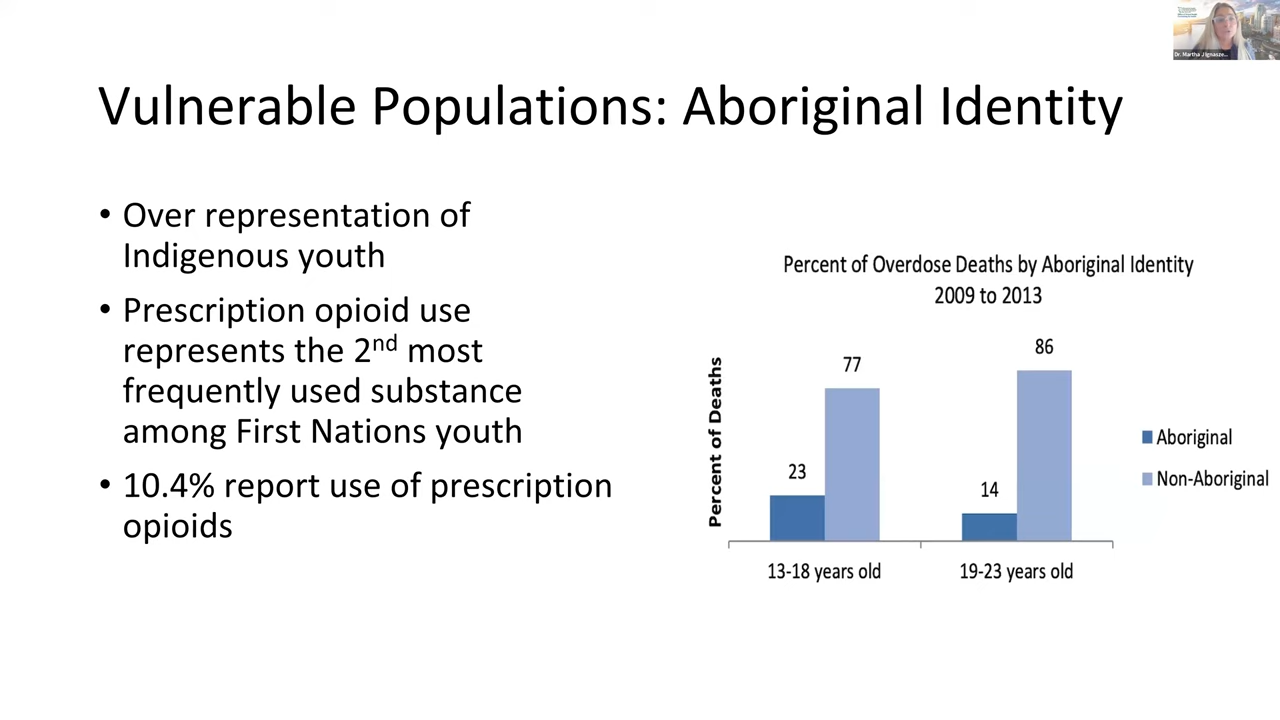 Vulnerable Populations: Aboriginal Identity
• Over representation of
Indigenous youth
• Prescription opioid use
represents the 2nd most
frequently used substance
among First Nations youth
• 10.4% report use of prescription
opioids
Percent of Overdose Deaths by Aboriginal Identity
2009 to 2013
Percent of Deaths
23
77
14
86
13-18 years old
19-23 years old
Aboriginal
Non-Aboriginal
Dr. Martha J Ignasze...